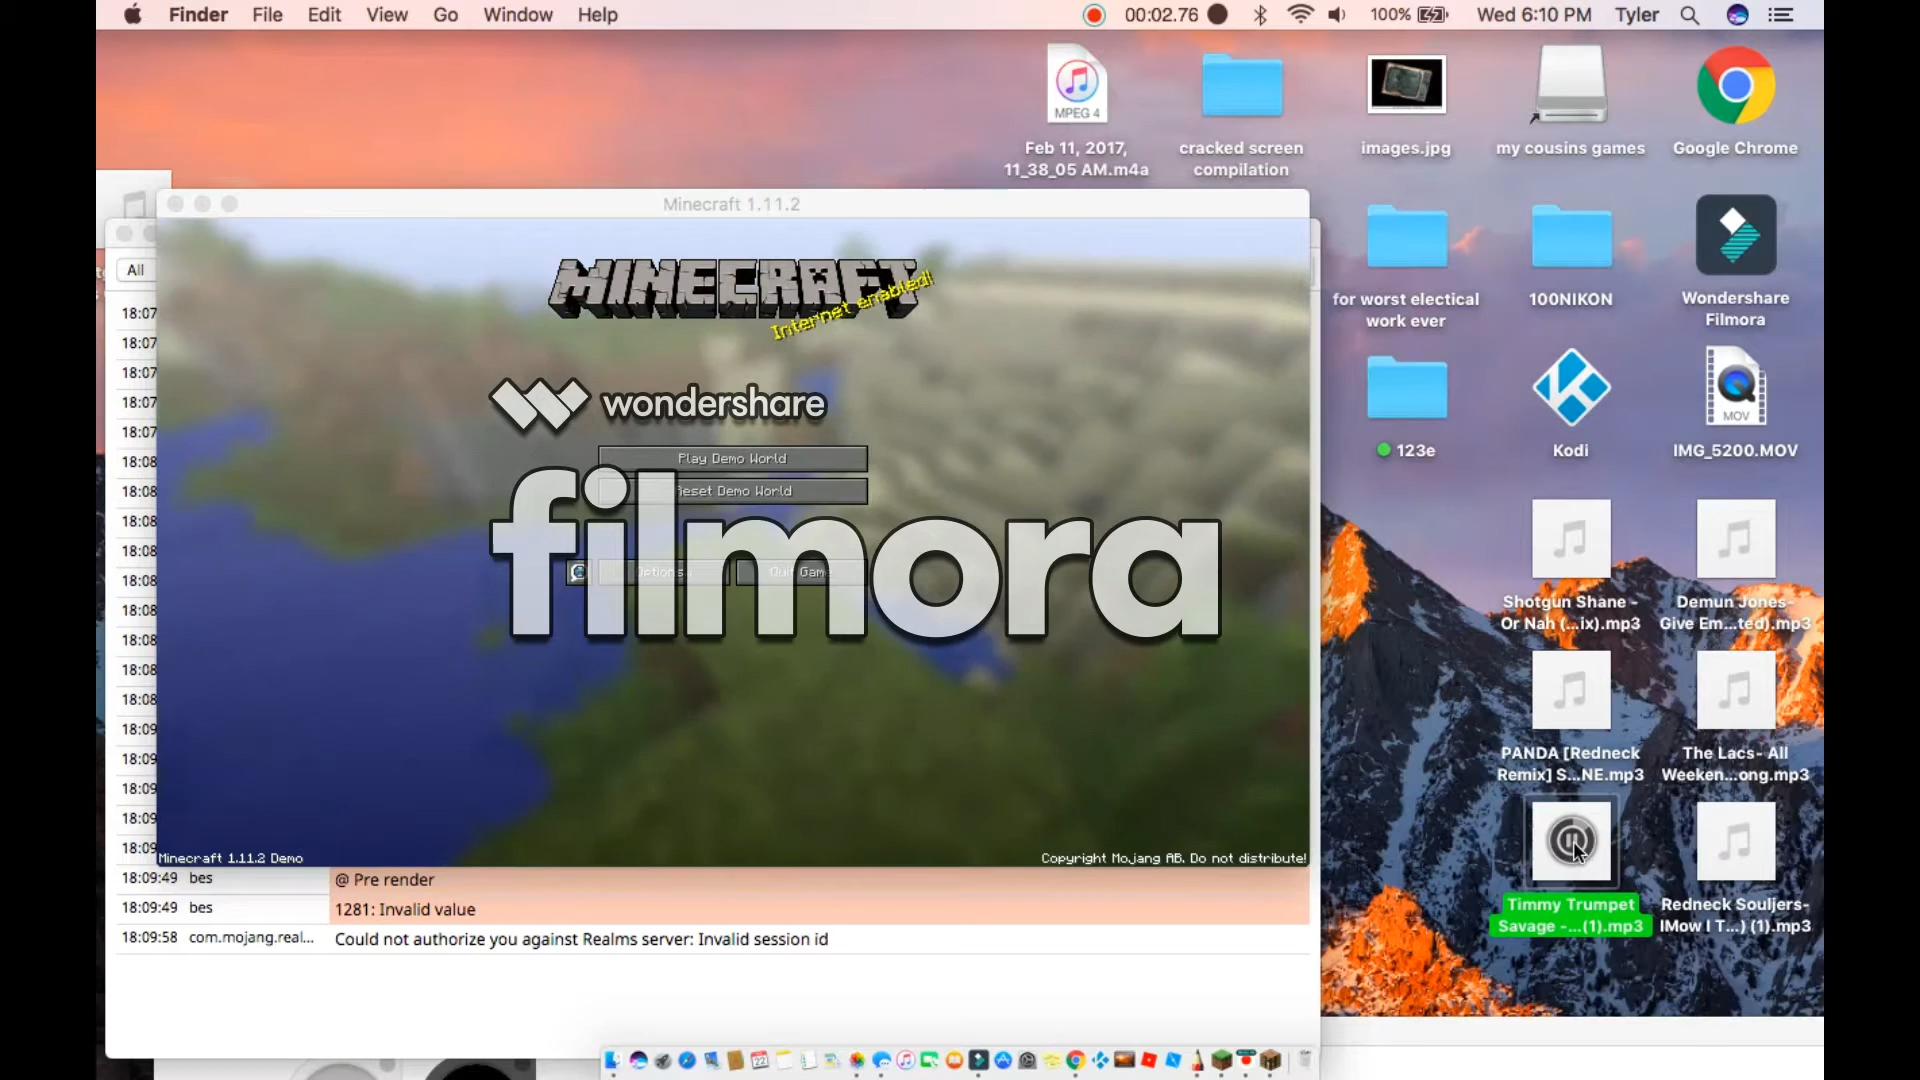 Finder File Edit View Go Window Help
00:02.76 100% Wed 6:10 PM Tyler
MPEG 4
Feb 11, 2017,
11_38_05 AM.m4a
cracked screen
compilation
images.jpg
my cousins games
Google Chrome
Minecraft 1.11.2
All
MINECRAFT
Internet enabled!
for worst electical
work ever
100NIKON
Wondershare
Filmora
wondershare
filmora
Play Demo World
Reset Demo World
Options...
Quit Game
123e
Kodi
MOV
IMG_5200.MOV
Shotgun Shane -
Or Nah (...ix).mp3
Demun Jones-
Give Em...ted).mp3
PANDA [Redneck
Remix] S...NE.mp3
The Lacs- All
Weeken...ong.mp3
Timmy Trumpet
Savage -...(1).mp3
Redneck Souljers-
IMow I T...) (1).mp3
18:07
18:07
18:07
18:07
18:07
18:08
18:08
18:08
18:08
18:08
18:08
18:08
18:08
18:08
18:09
18:09
18:09
18:09
18:09
Minecraft 1.11.2 Demo
Copyright Mojang AB. Do not distribute!
18:09:49 bes @ Pre render
18:09:49 bes 1281: Invalid value
18:09:58 com.mojang.real... Could not authorize you against Realms server: Invalid session id